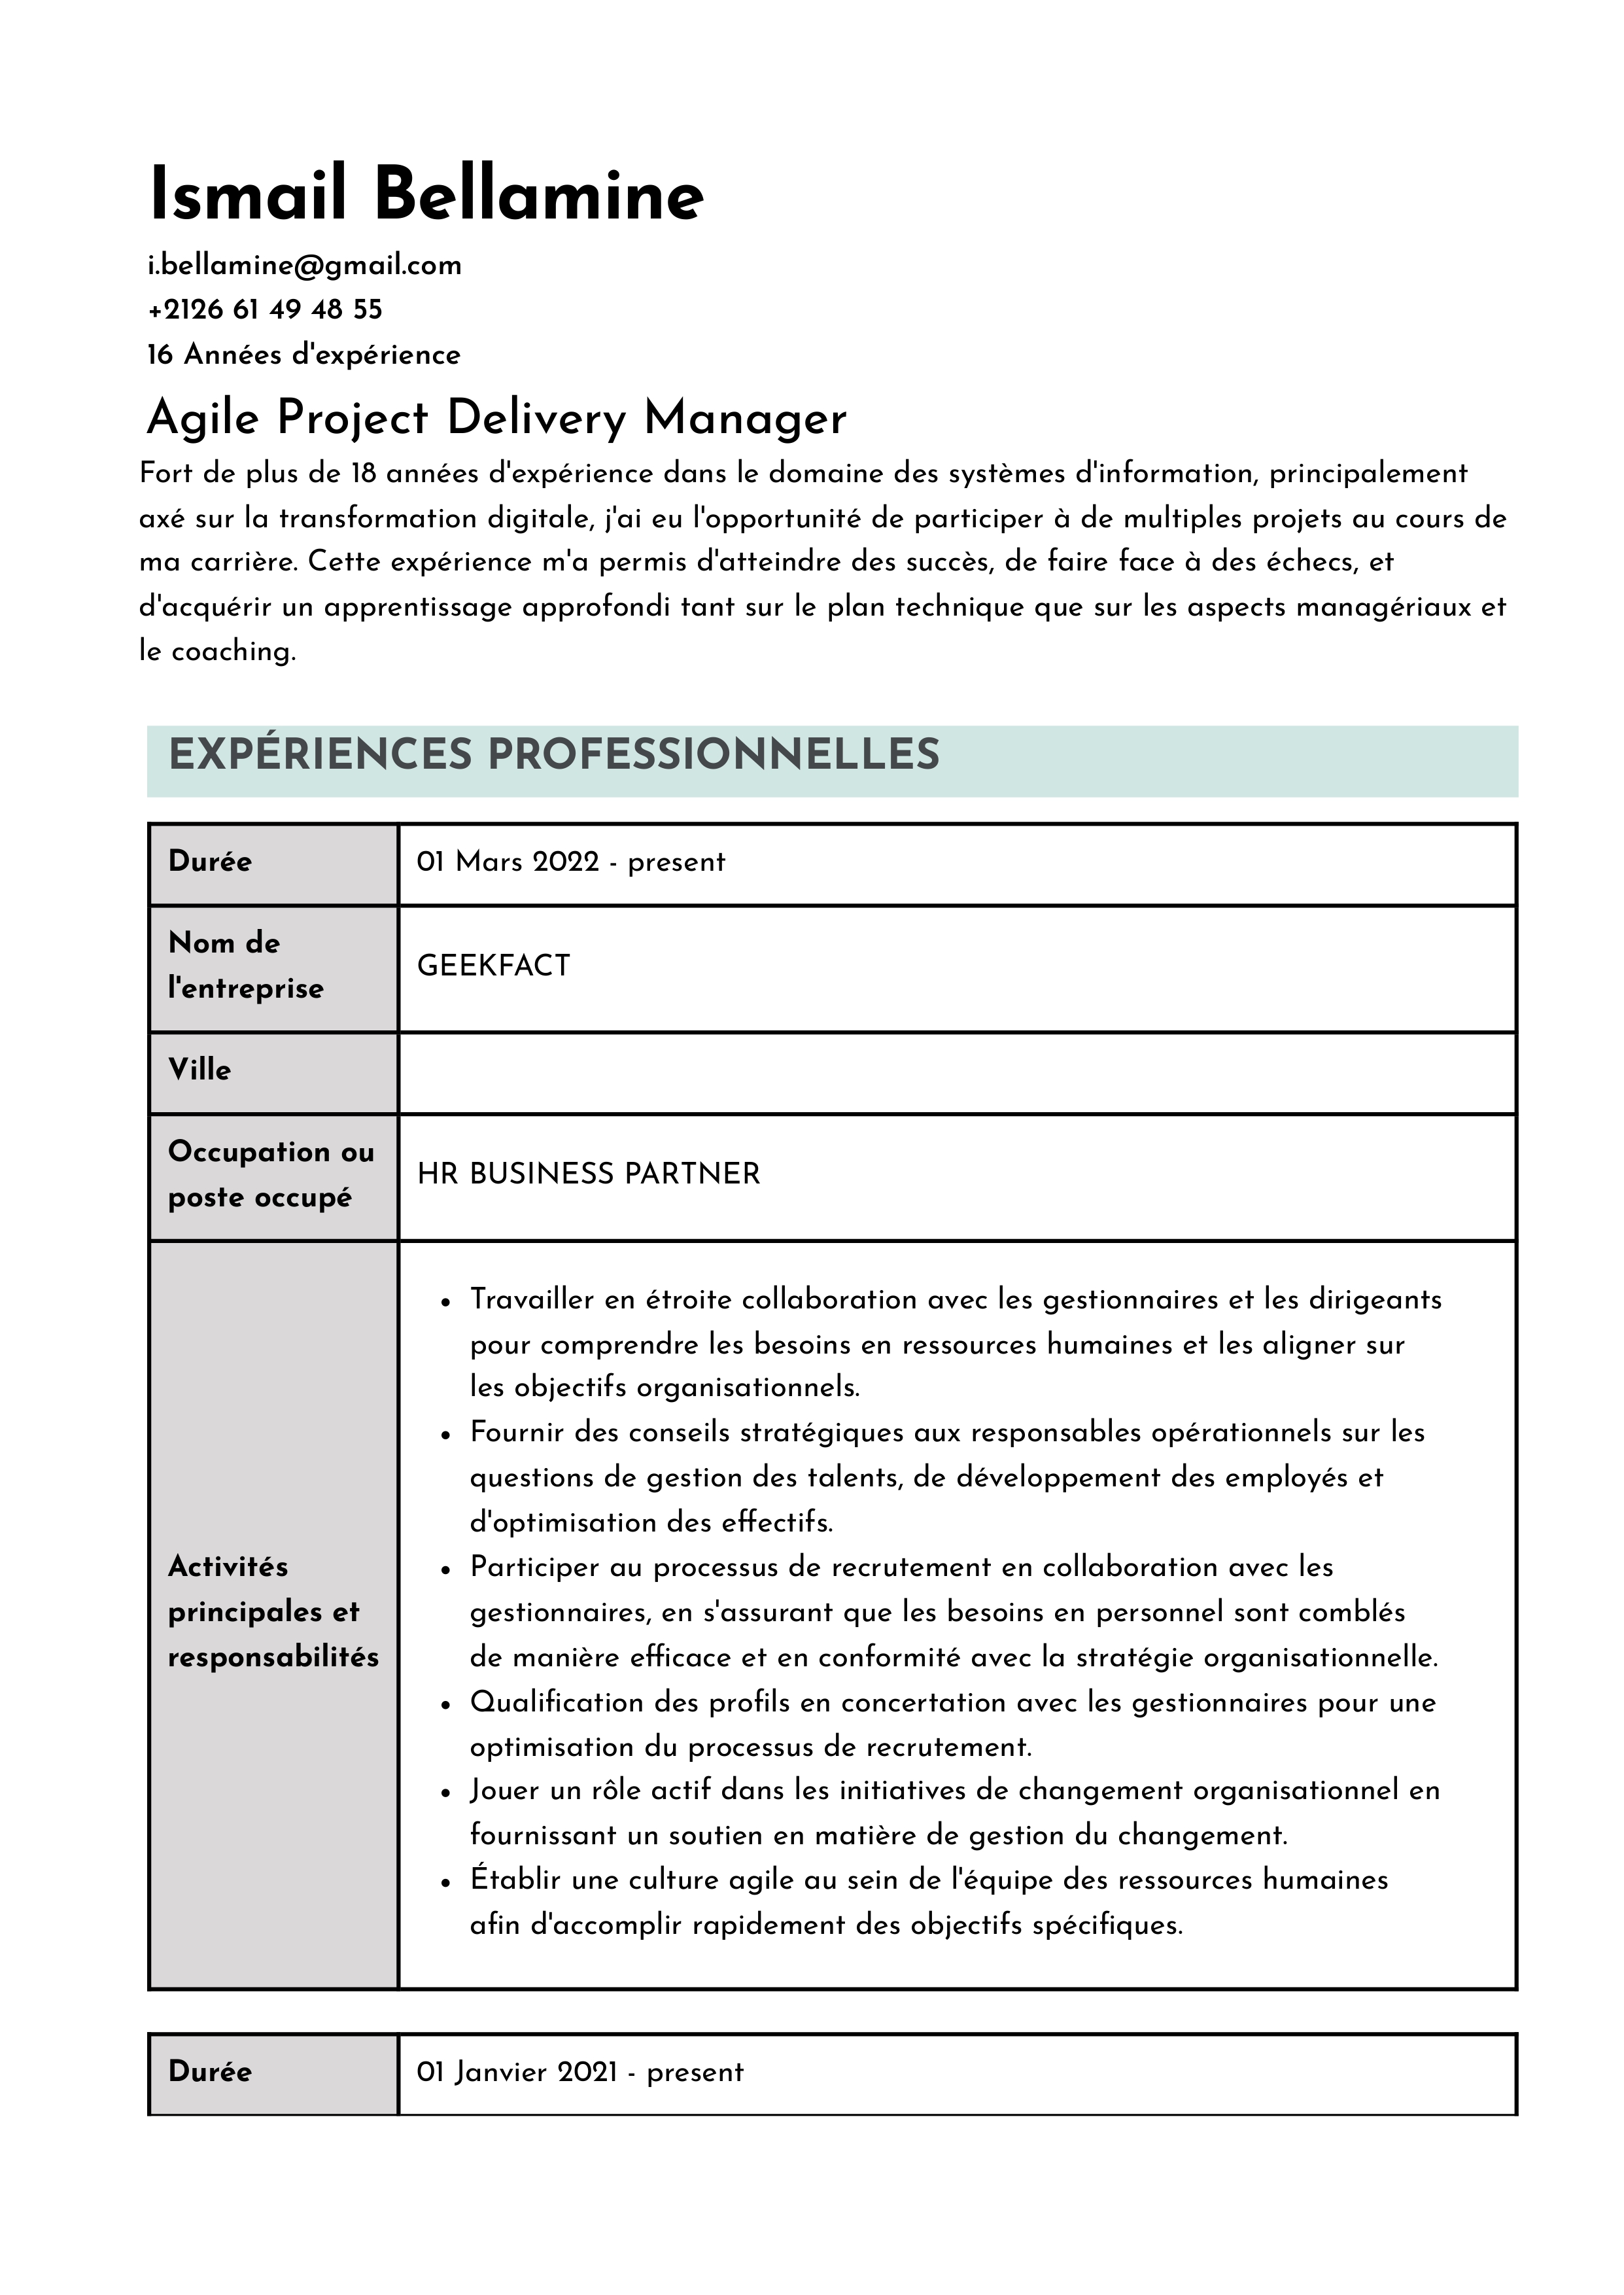 Ismail Bellamine
i.bellamine@gmail.com
+2126 61 49 48 55
16 Années d'expérience
Agile Project Delivery Manager
Fort de plus de 18 années d'expérience dans le domaine des systèmes d'information, principalement
axé sur la transformation digitale, j'ai eu l'opportunité de participer à de multiples projets au cours de
ma carrière. Cette expérience m'a permis d'atteindre des succès, de faire face à des échecs, et
d'acquérir un apprentissage approfondi tant sur le plan technique que sur les aspects managériaux et
le coaching.
EXPÉRIENCES PROFESSIONNELLES
Durée
01 Mars 2022 - present
Nom de
l'entreprise
GEEKFACT
Ville
Occupation ou
poste occupé
HR BUSINESS PARTNER
Activités
principales et
responsabilités
• Travailler en étroite collaboration avec les gestionnaires et les dirigeants
pour comprendre les besoins en ressources humaines et les aligner sur
les objectifs organisationnels.
• Fournir des conseils stratégiques aux responsables opérationnels sur les
questions de gestion des talents, de développement des employés et
d'optimisation des effectifs.
• Participer au processus de recrutement en collaboration avec les
gestionnaires, en s'assurant que les besoins en personnel sont comblés
de manière efficace et en conformité avec la stratégie organisationnelle.
• Qualification des profils en concertation avec les gestionnaires pour une
optimisation du processus de recrutement.
• Jouer un rôle actif dans les initiatives de changement organisationnel en
fournissant un soutien en matière de gestion du changement.
• Établir une culture agile au sein de l'équipe des ressources humaines
afin d'accomplir rapidement des objectifs spécifiques.
Durée
01 Janvier 2021 - present